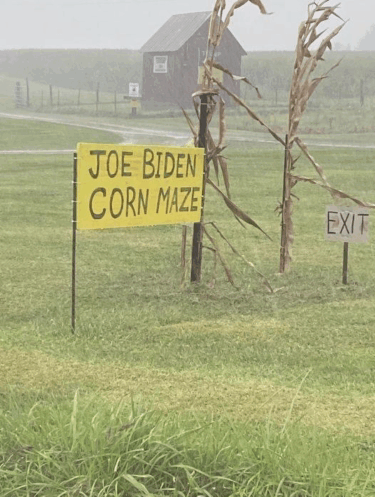 JOE BIDEN
CORN MAZE
EXIT